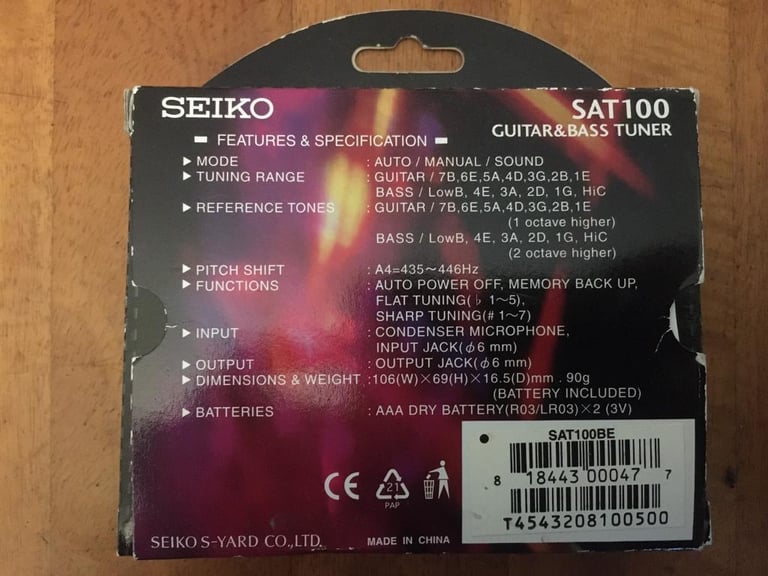 SEIKO
SAT100
GUITAR&BASS TUNER
FEATURES & SPECIFICATION
MODE : AUTO / MANUAL / SOUND
TUNING RANGE : GUITAR / 7B,6E,5A,4D,3G,2B,1E
BASS / LowB, 4E, 3A, 2D, 1G, HiC
REFERENCE TONES : GUITAR / 7B,6E,5A,4D,3G,2B,1E
(1 octave higher)
BASS / LowB, 4E, 3A, 2D, 1G, HiC
(2 octave higher)
PITCH SHIFT : A4=435～446Hz
FUNCTIONS : AUTO POWER OFF, MEMORY BACK UP,
FLAT TUNING(♭ 1～5),
SHARP TUNING(# 1～7)
INPUT : CONDENSER MICROPHONE,
INPUT JACK(φ6 mm)
OUTPUT : OUTPUT JACK(φ6 mm)
DIMENSIONS & WEIGHT : 106(W)×69(H)×16.5(D)mm . 90g
(BATTERY INCLUDED)
BATTERIES : AAA DRY BATTERY(R03/LR03)×2 (3V)
SAT100BE
8 18443 00047 7
T4543208100500
CE
21
PAP
SEIKO S-YARD CO.,LTD.
MADE IN CHINA